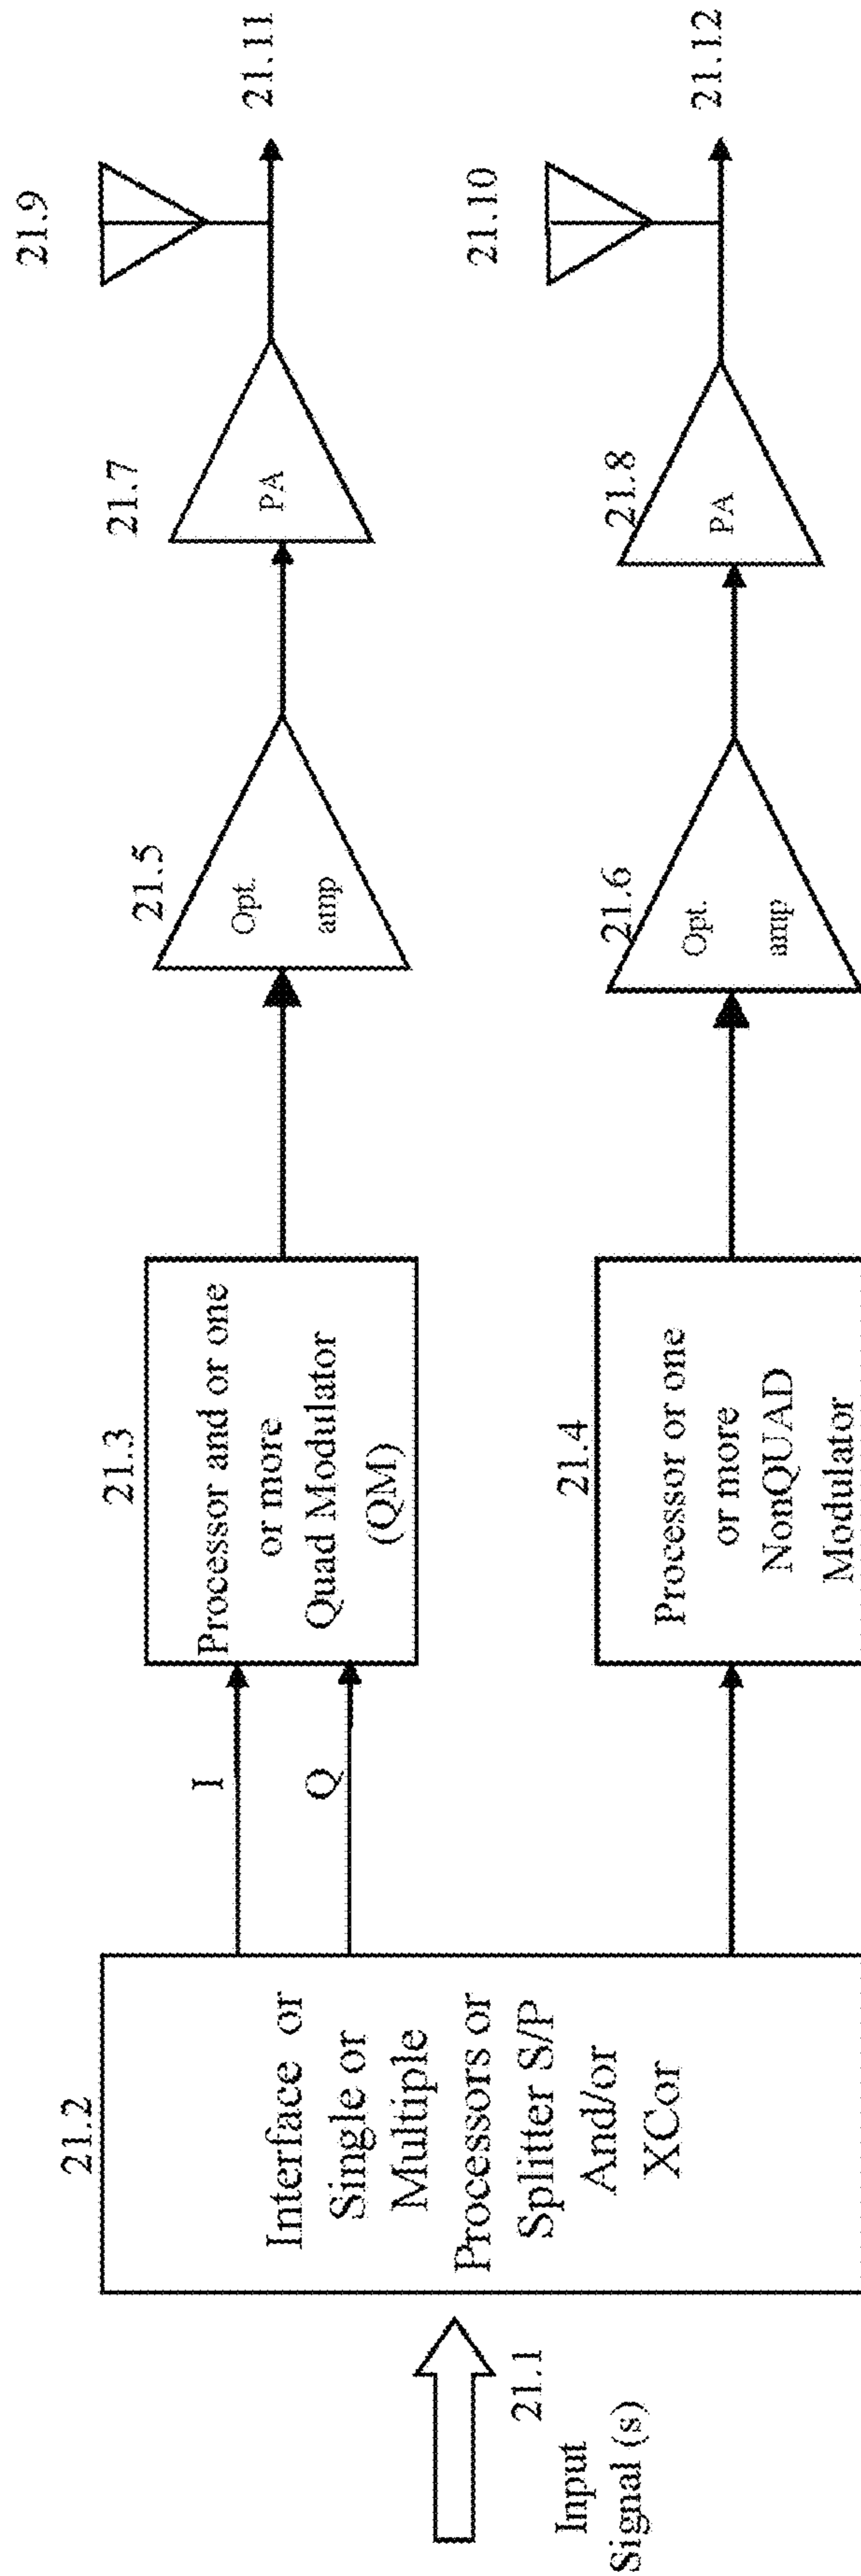 21.1
Input
Signal (s)
21.2
Interface or
Single or
Multiple
Processors or
Splitter S/P
And/or
XCor
I
Q
21.3
Processor and or one
or more
Quad Modulator
(QM)
21.4
Processor or one
or more
NonQUAD
Modulator
21.5
Opt.
amp
21.6
Opt.
amp
21.7
PA
21.8
PA
21.9
21.10
21.11
21.12